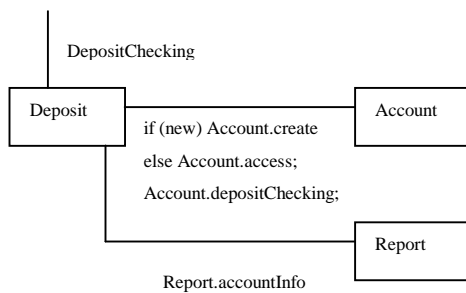 DepositChecking
Deposit
Account
if (new) Account.create
else Account.access;
Account.depositChecking;
Report
Report.accountInfo